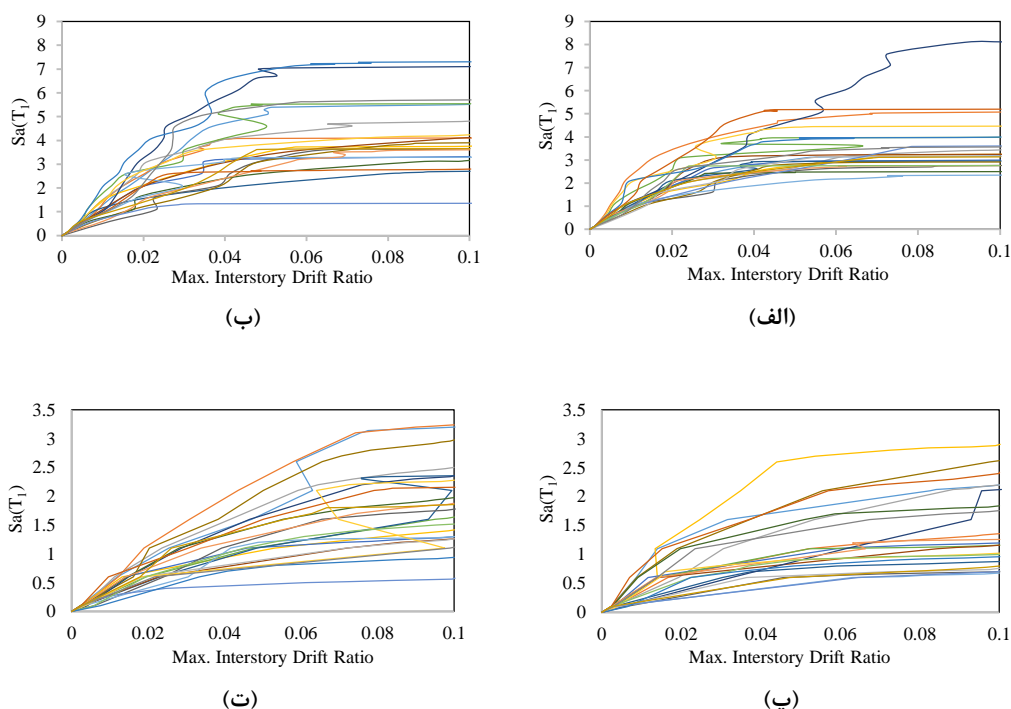 9
8
7
6
5
4
3
2
1
0
Sa(T₁)
0 0.02 0.04 0.06 0.08 0.1
Max. Interstory Drift Ratio
(ب)
9
8
7
6
5
4
3
2
1
0
Sa(T₁)
0 0.02 0.04 0.06 0.08 0.1
Max. Interstory Drift Ratio
(الف)
3.5
3
2.5
2
1.5
1
0.5
0
Sa(T₁)
0 0.02 0.04 0.06 0.08 0.1
Max. Interstory Drift Ratio
(ت)
3.5
3
2.5
2
1.5
1
0.5
0
Sa(T₁)
0 0.02 0.04 0.06 0.08 0.1
Max. Interstory Drift Ratio
(پ)